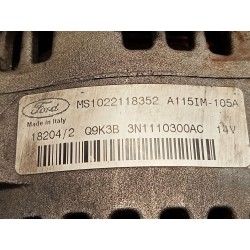 Ford
Made in Italy
MS1022118352 A115IM-105A
18204/2 Q9K3B 3N1110300AC 14V